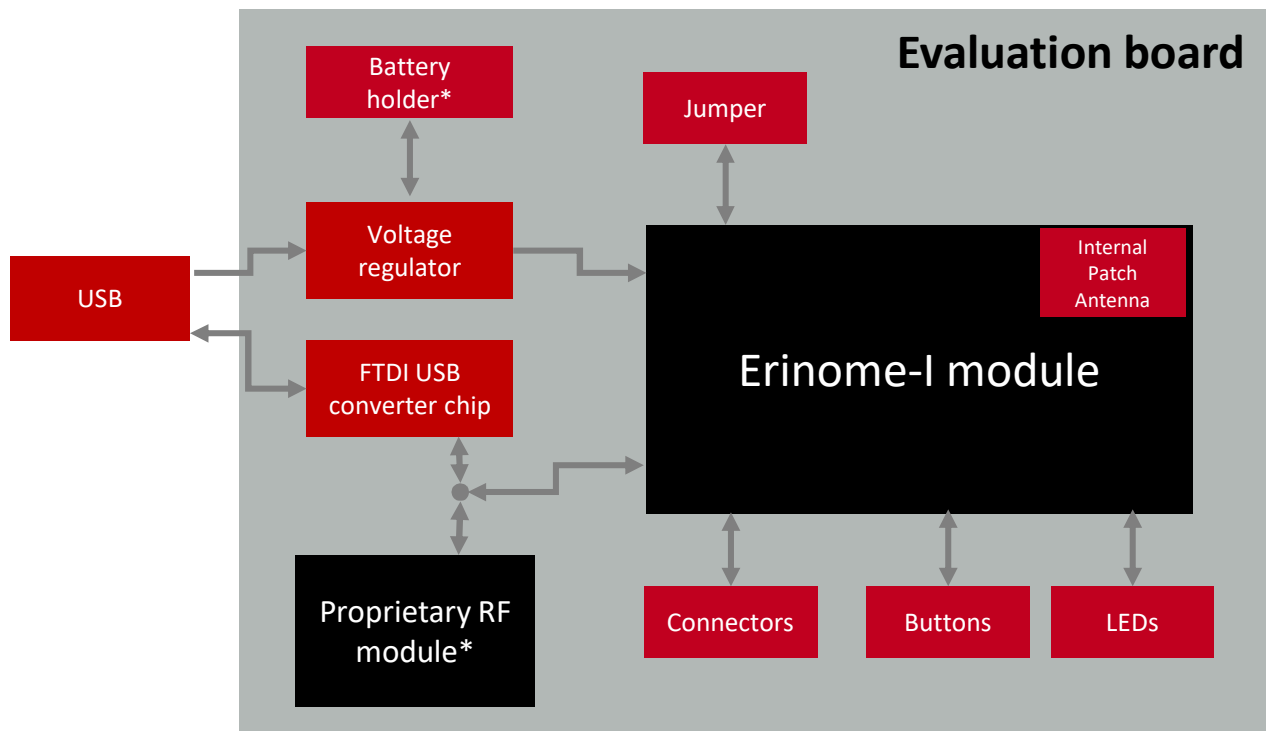 Evaluation board
Battery
holder*
Jumper
Voltage
regulator
Internal
Patch
Antenna
USB
Erinome-I module
FTDI USB
converter chip
Proprietary RF
module*
Connectors
Buttons
LEDs